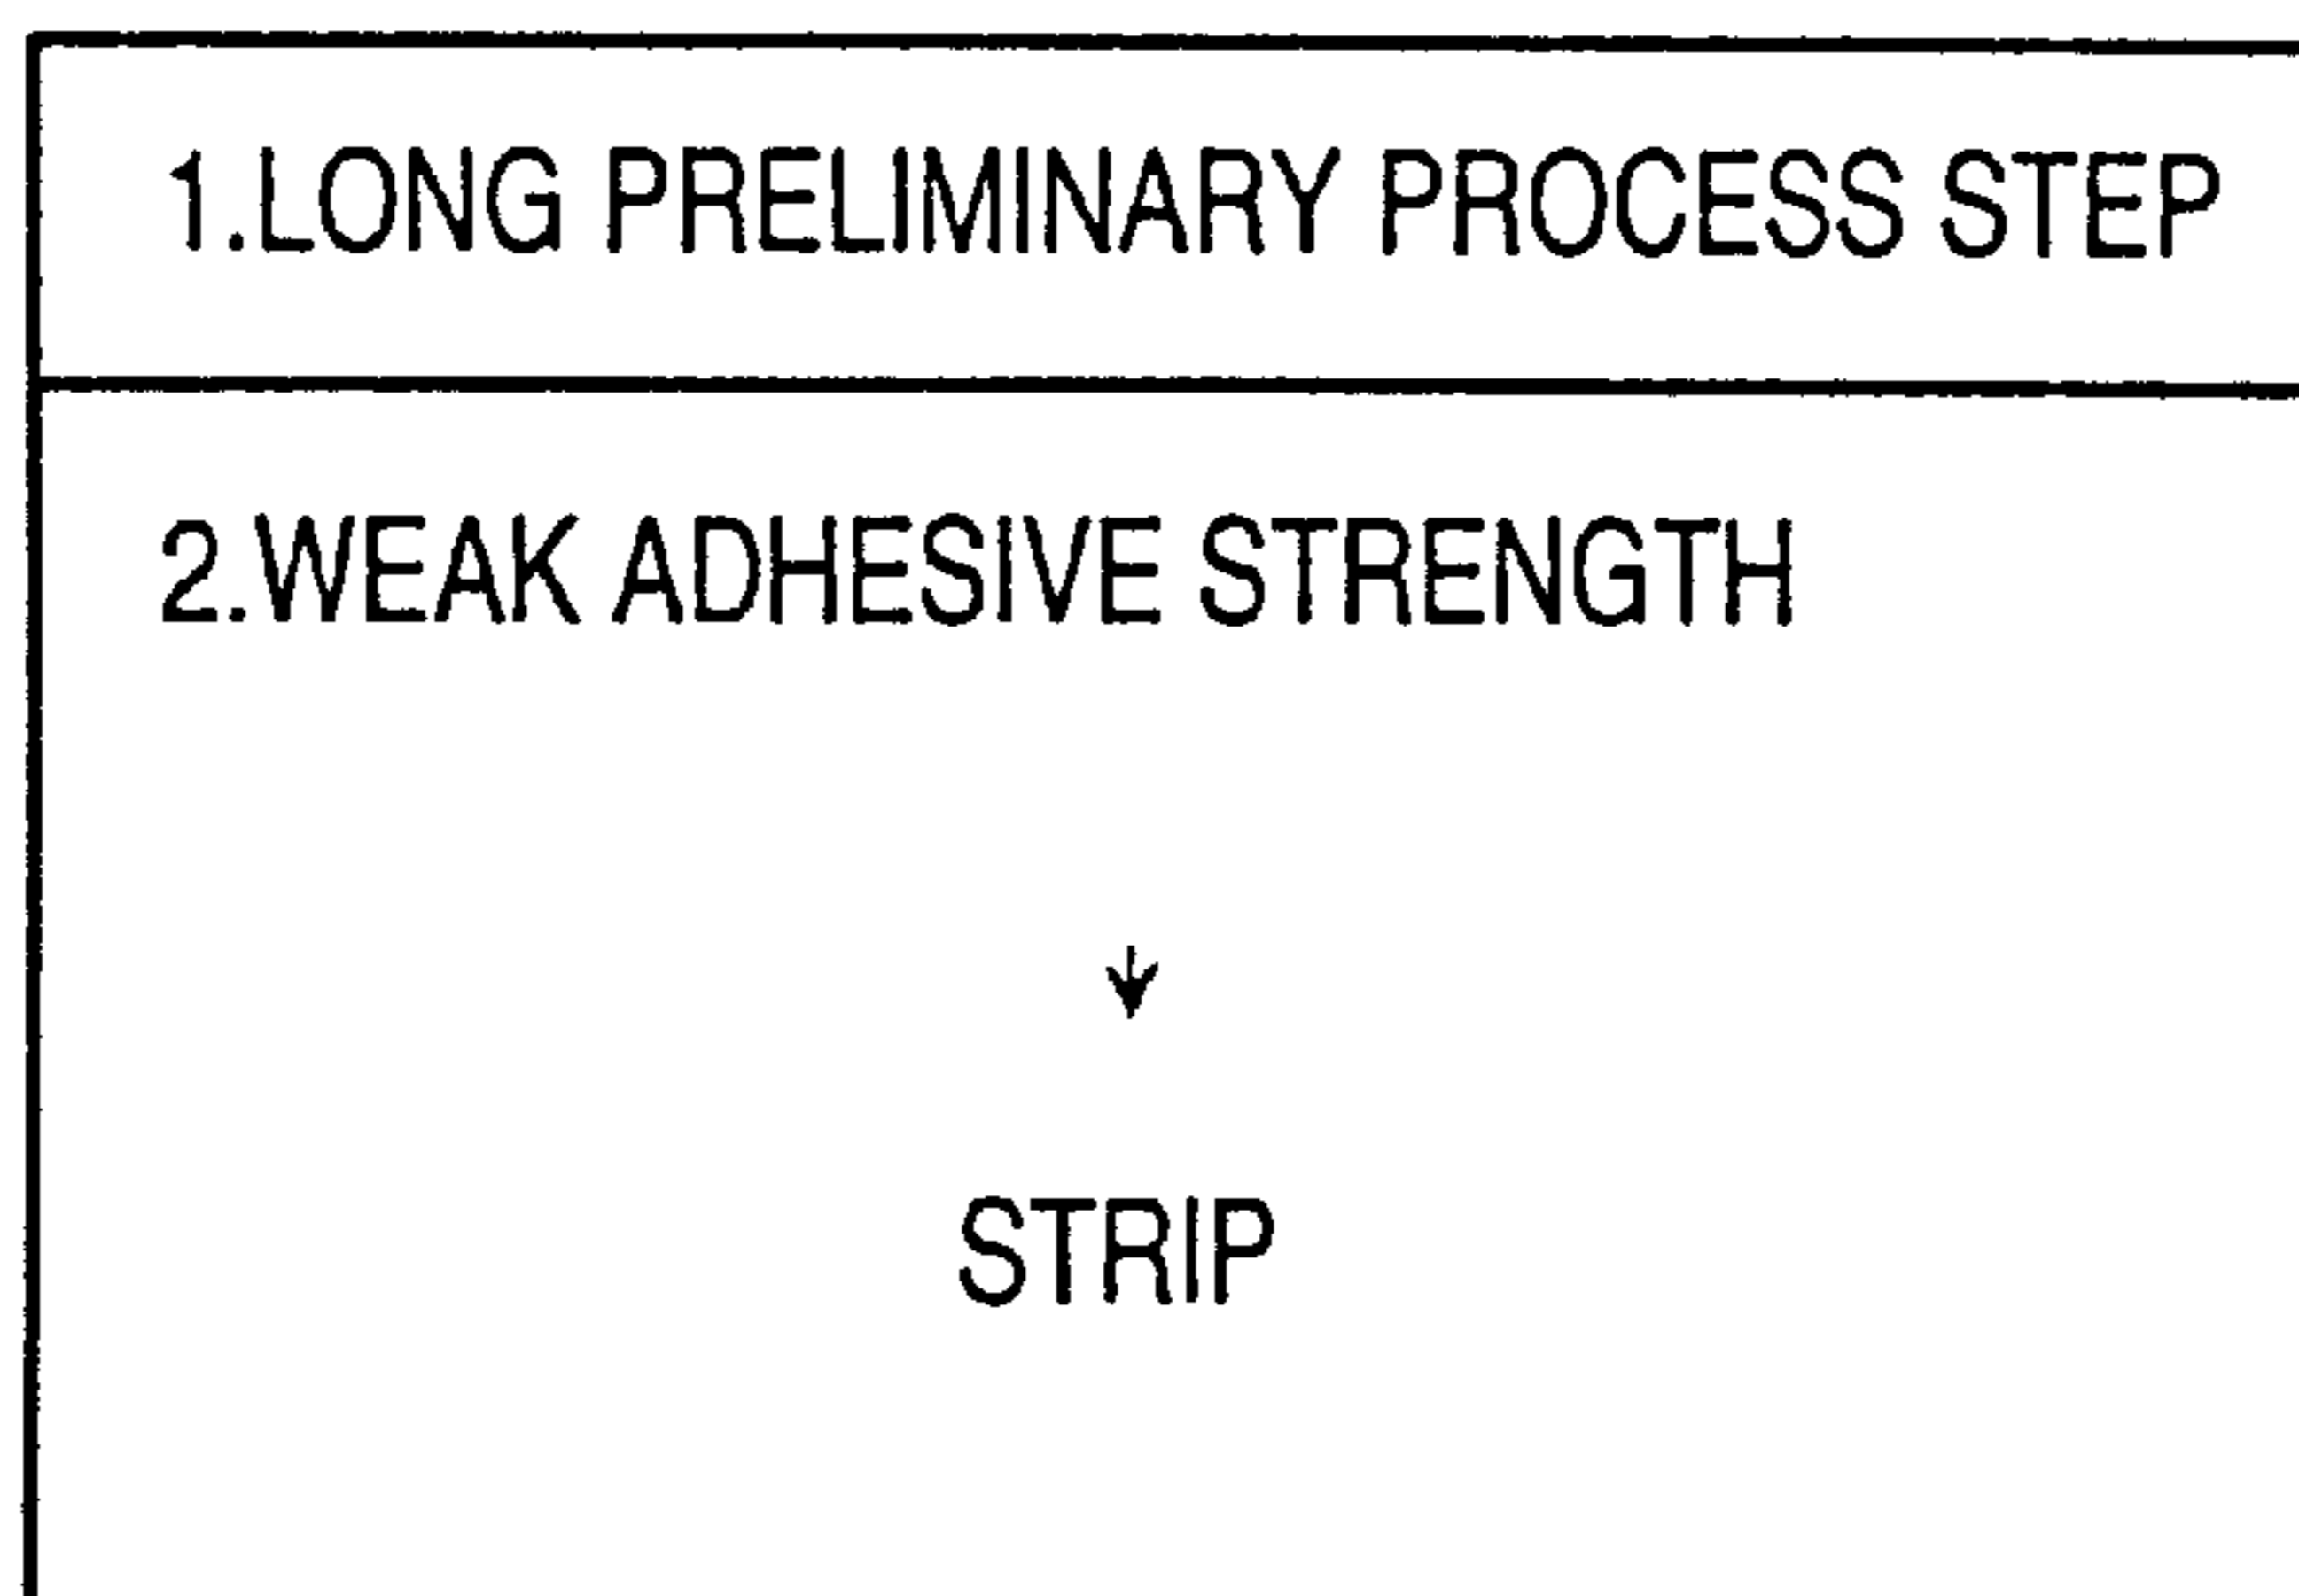 1.LONG PRELIMINARY PROCESS STEP
2.WEAK ADHESIVE STRENGTH
↓
STRIP